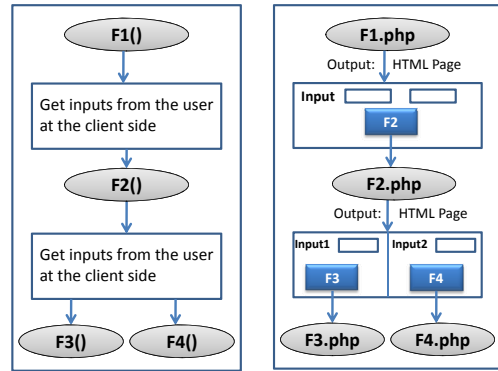 F1()
Get inputs from the user
at the client side
F2()
Get inputs from the user
at the client side
F3()
F4()
F1.php
Output: HTML Page
Input
F2
F2.php
Output: HTML Page
Input1
Input2
F3
F4
F3.php
F4.php